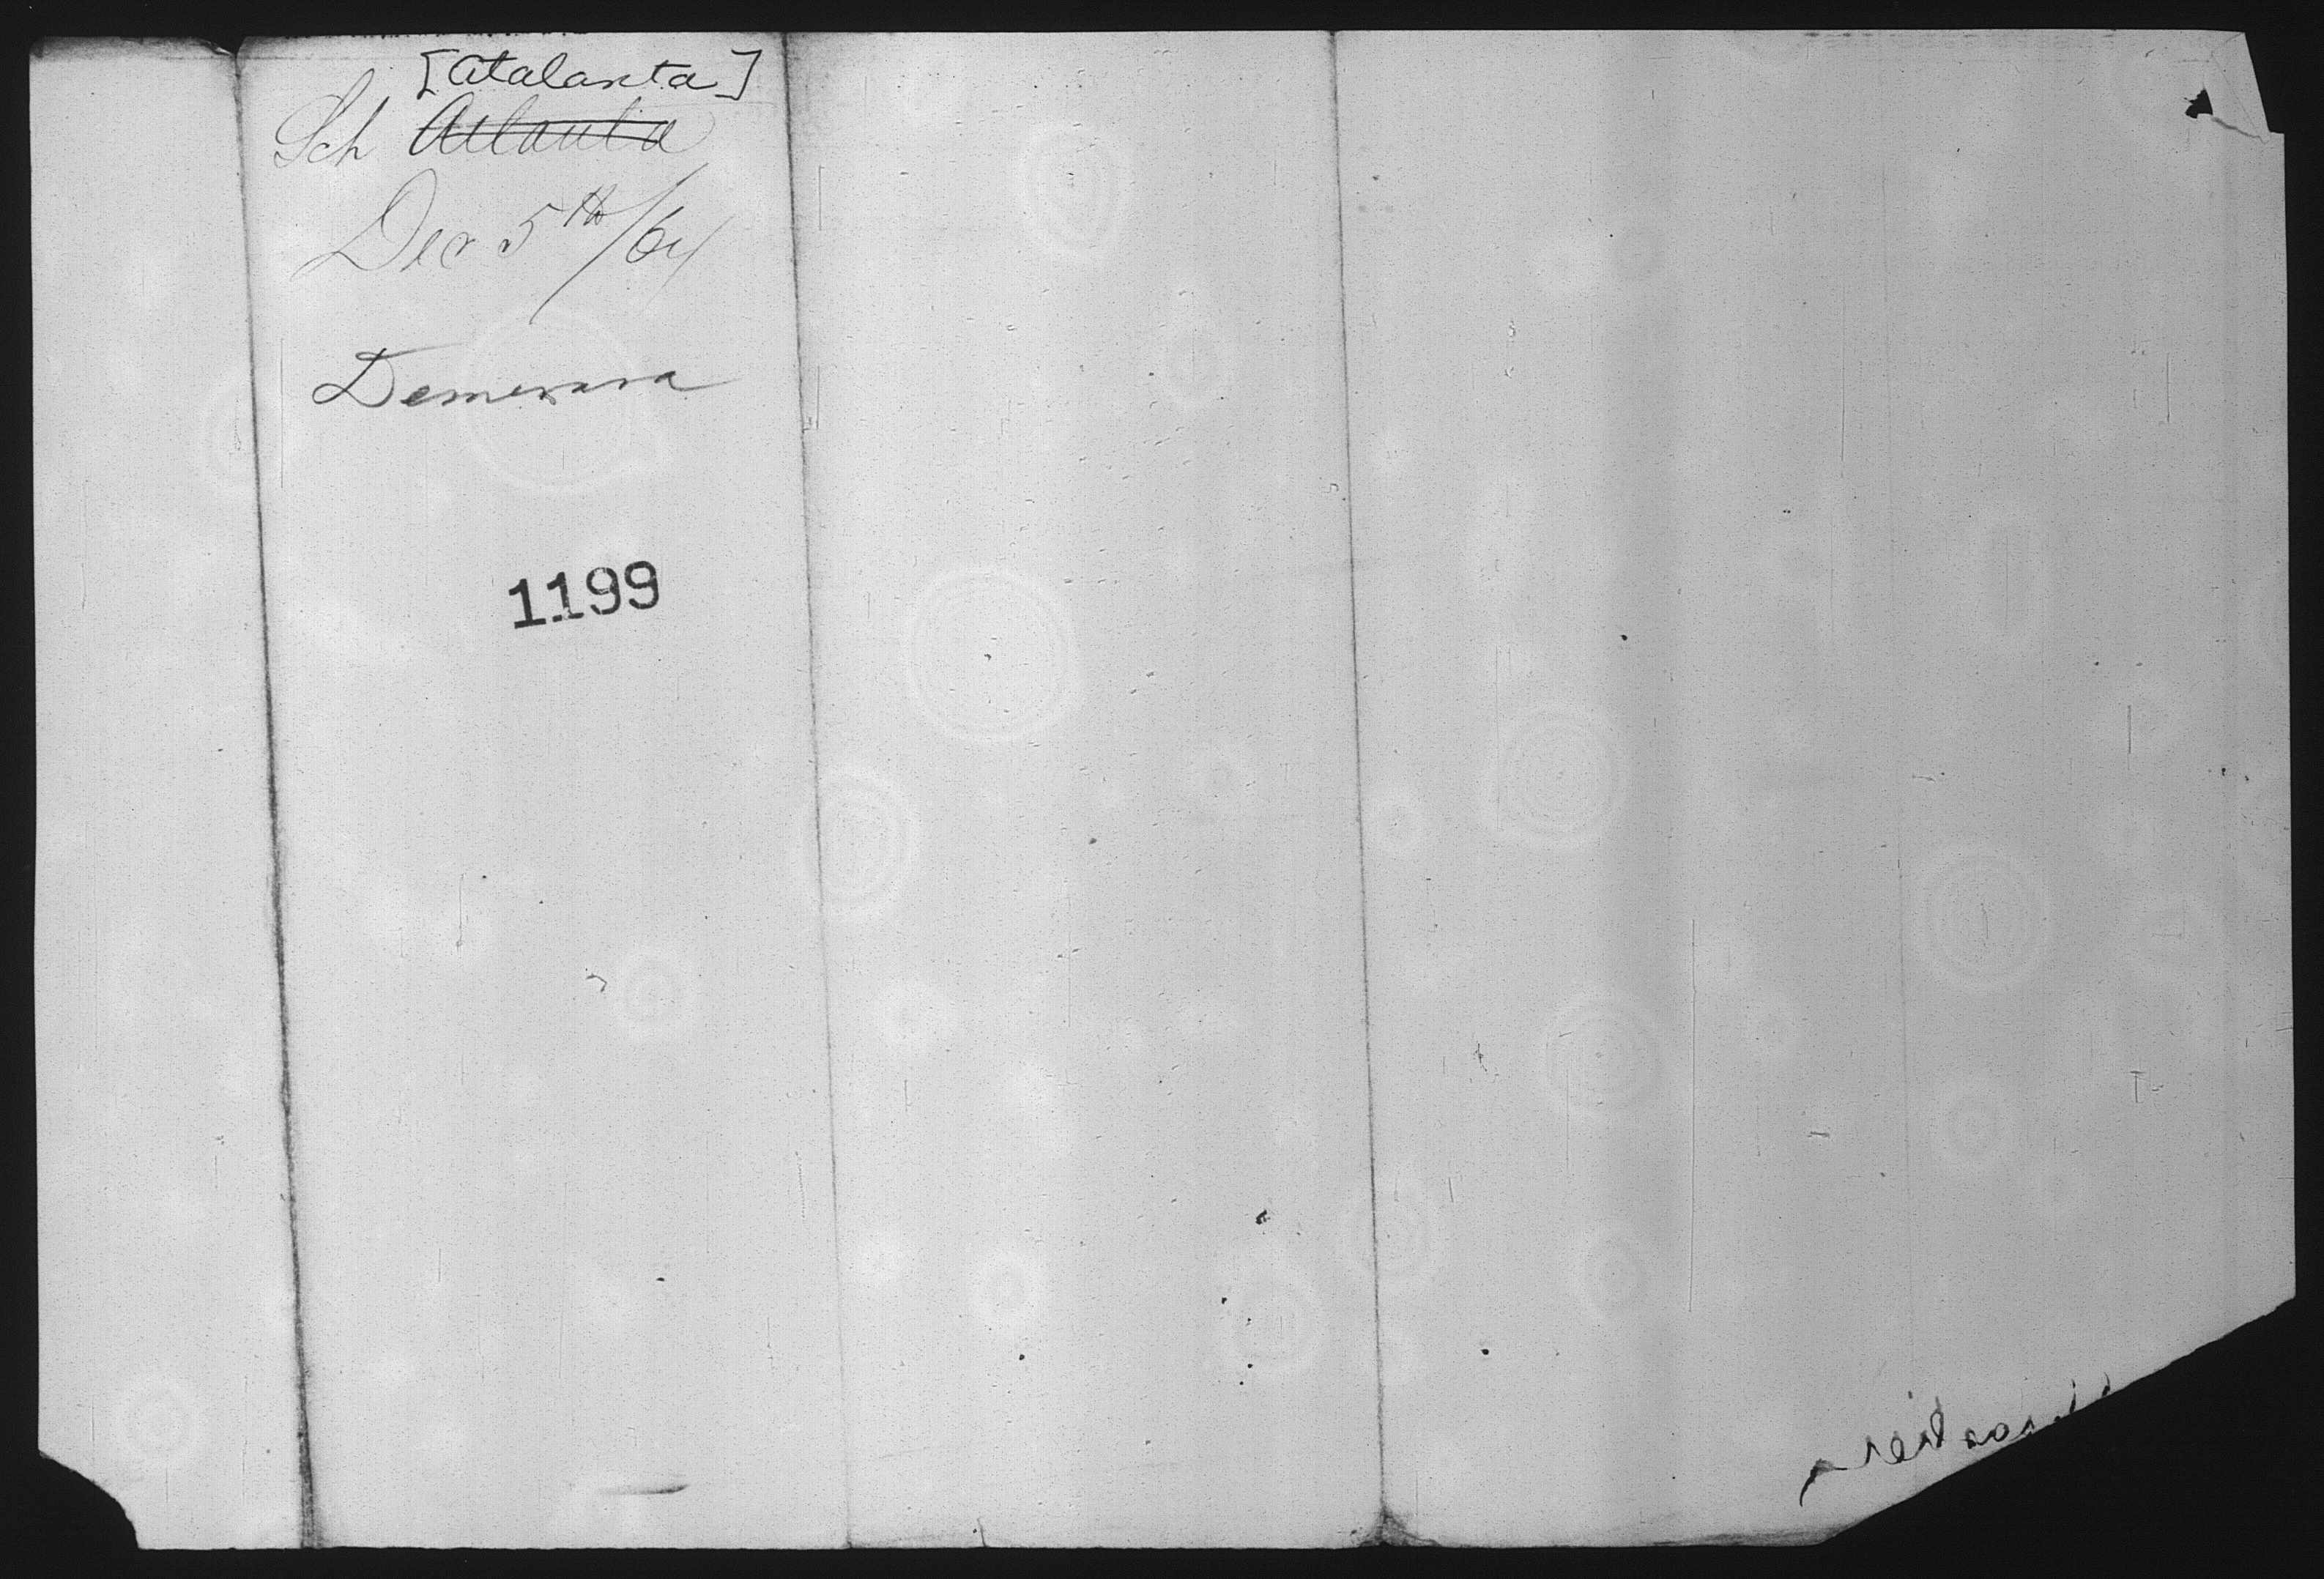 [Atalanta]
Sch Atlanta
Dec 5th/64
Demerara
1199